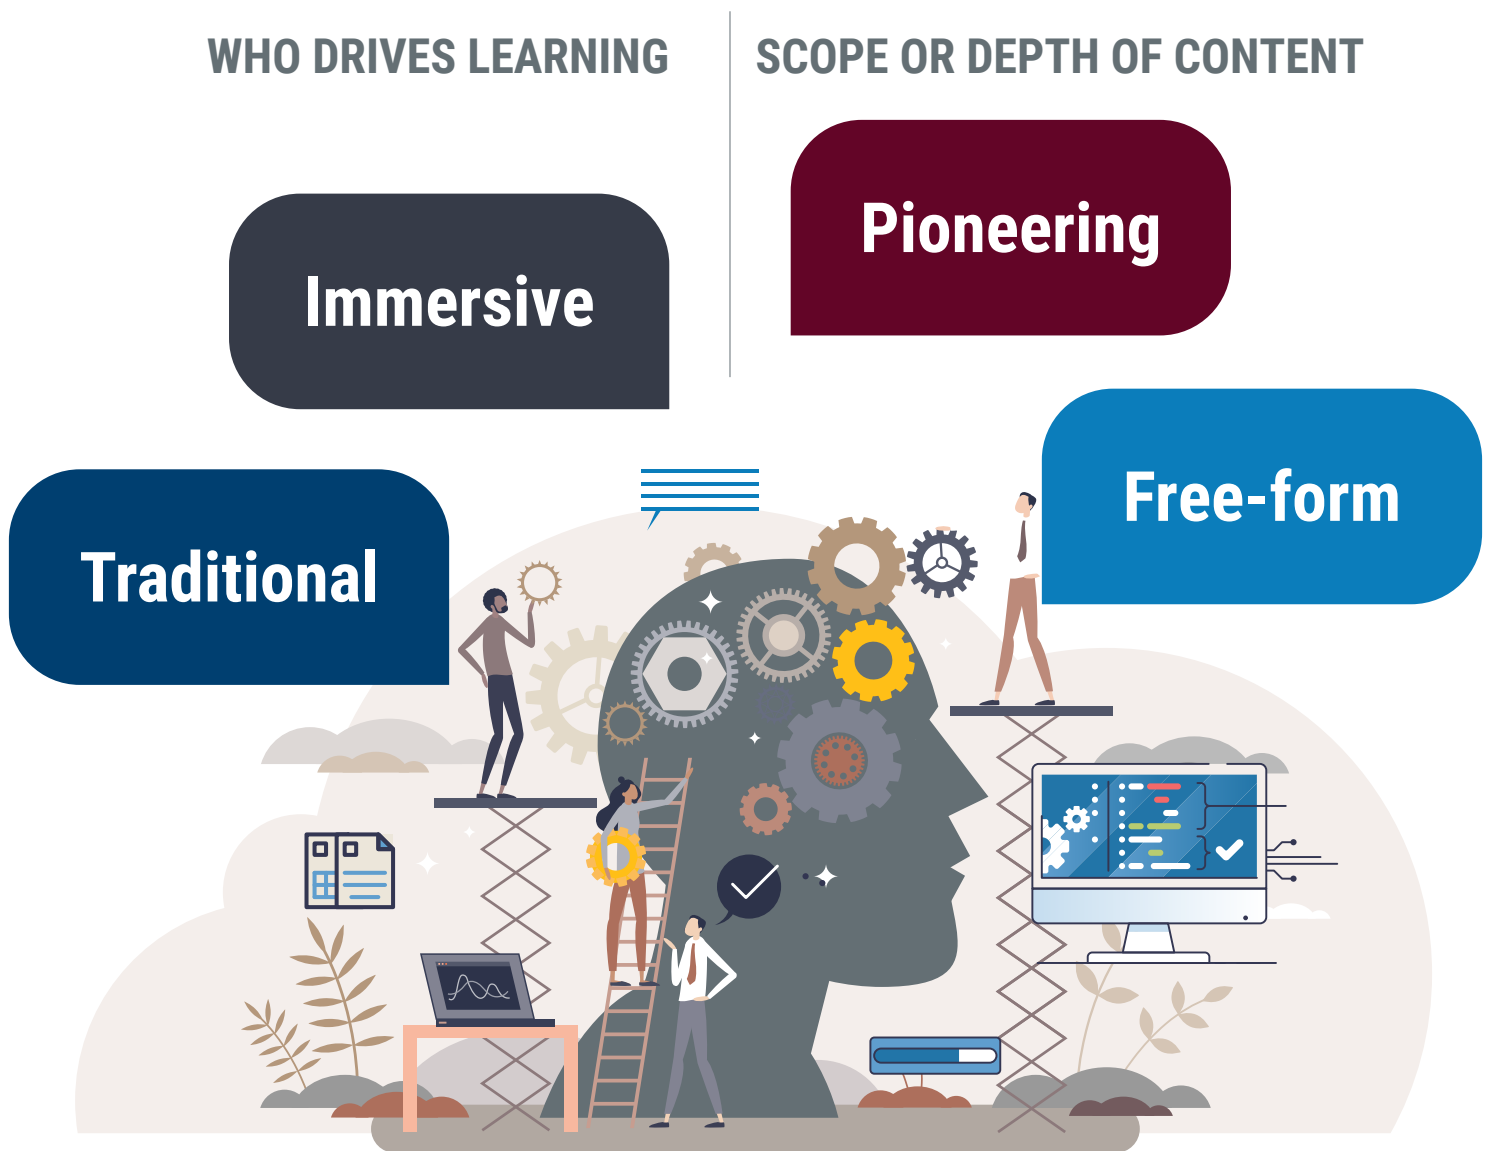 WHO DRIVES LEARNING
SCOPE OR DEPTH OF CONTENT
Immersive
Traditional
Pioneering
Free-form